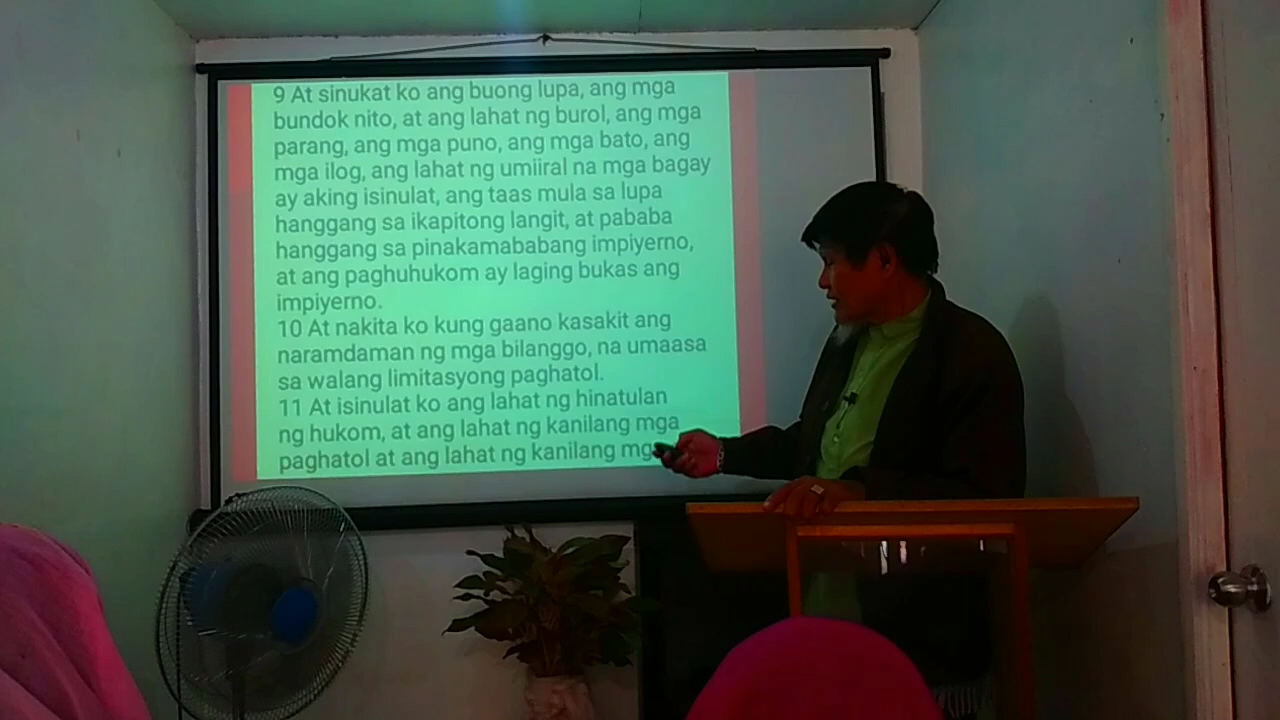 9 At sinukat ko ang buong lupa, ang mga
bundok nito, at ang lahat ng burol, ang mga
parang, ang mga puno, ang mga bato, ang
mga ilog, ang lahat ng umiiral na mga bagay
ay aking isinulat, ang taas mula sa lupa
hanggang sa ikapitong langit, at pababa
hanggang sa pinakamababang impiyerno,
at ang paghuhukom ay laging bukas ang
impiyerno.
10 At nakita ko kung gaano kasakit ang
naramdaman ng mga bilanggo, na umaasa
sa walang limitasyong paghatol.
11 At isinulat ko ang lahat ng hinatulan
ng hukom, at ang lahat ng kanilang mga
paghatol at ang lahat ng kanilang